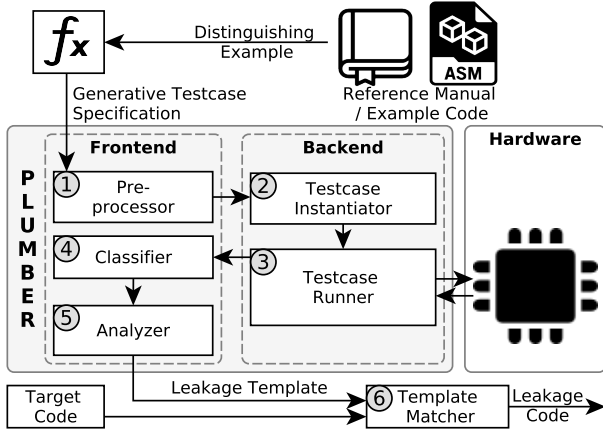 fx
Distinguishing
Example
ASM
Generative Testcase
Specification
Reference Manual
/ Example Code
Frontend
Backend
Hardware
PLUMBER
1
Pre-
processor
2
Testcase
Instantiator
4
Classifier
3
Testcase
Runner
5
Analyzer
Leakage Template
Target
Code
6
Template
Matcher
Leakage
Code